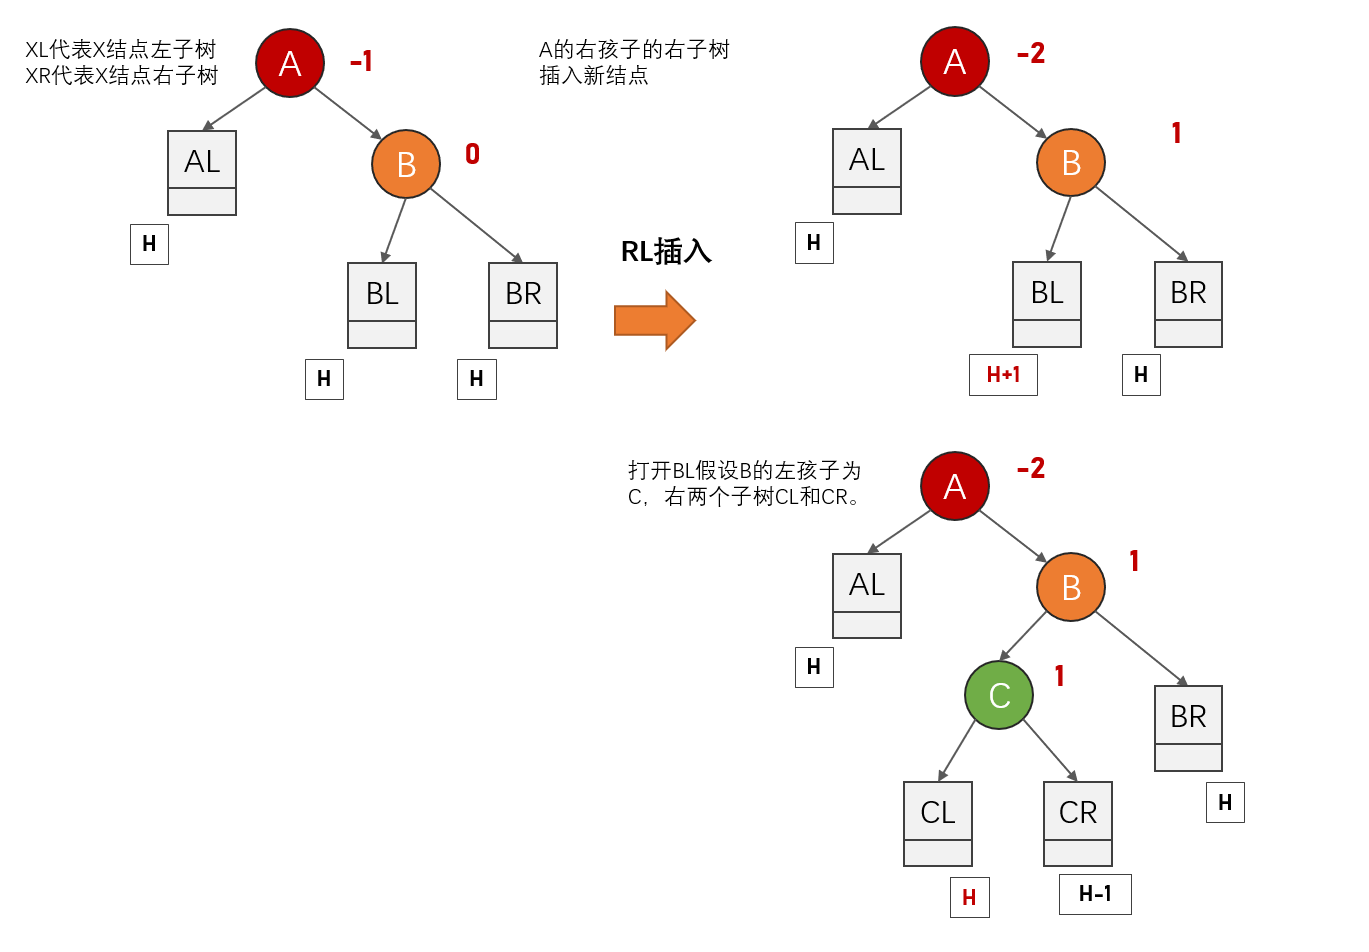 XL代表X结点左子树
XR代表X结点右子树
A
-1
AL
B
0
H
BL
BR
H
H
RL插入
A的右孩子的右子树
插入新结点
A
-2
AL
B
1
H
BL
BR
H+1
H
打开BL假设B的左孩子为
C，右两个子树CL和CR。
A
-2
AL
B
1
H
C
1
BR
CL
CR
H
H
H-1